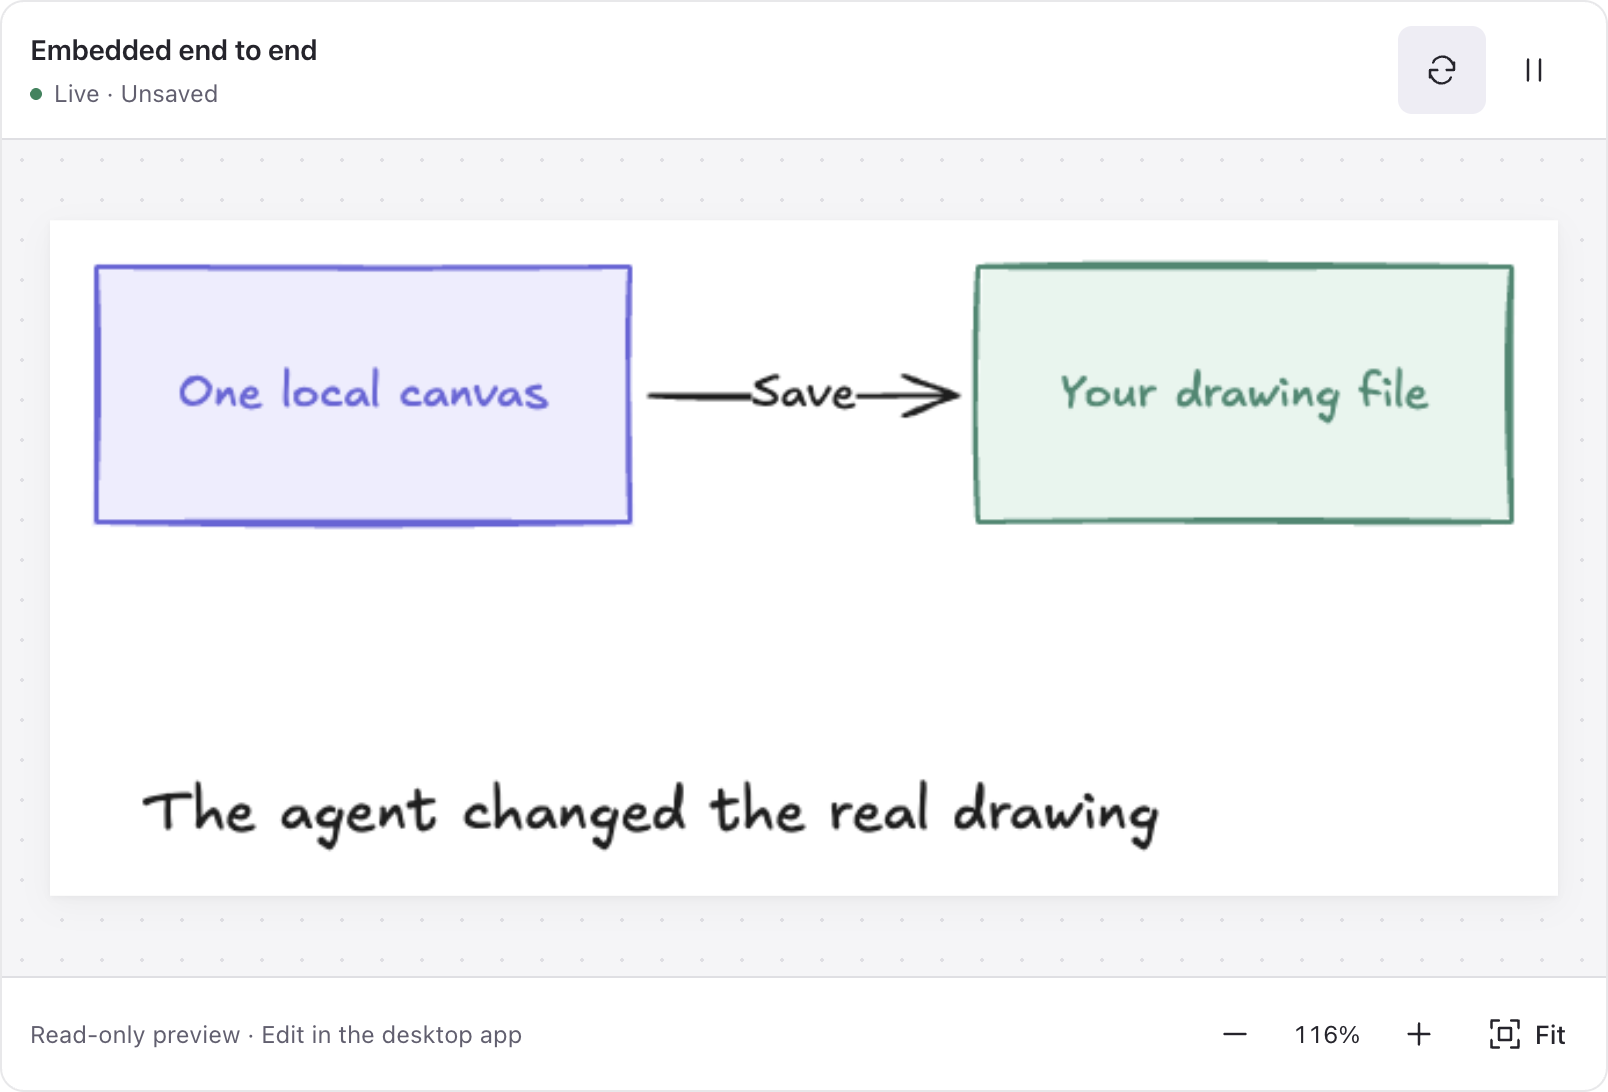 Embedded end to end
Live · Unsaved
One local canvas
Save
Your drawing file
The agent changed the real drawing
Read-only preview · Edit in the desktop app
116%
Fit